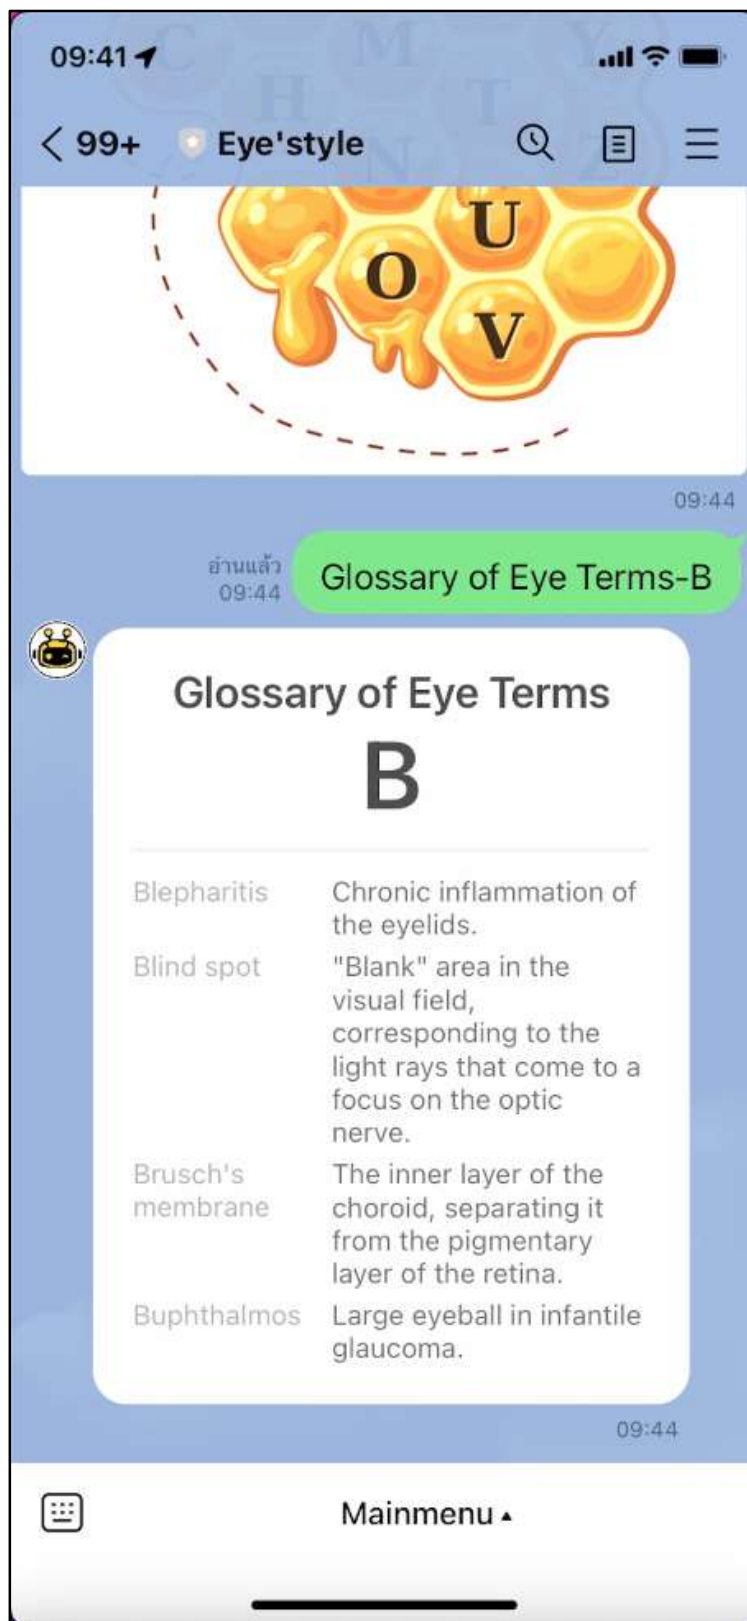 09:41
C M Y
H T
99+ Eye'style
N Z
U
O
V
09:44
อ่านแล้ว
09:44
Glossary of Eye Terms-B
Glossary of Eye Terms
B
Blepharitis Chronic inflammation of
the eyelids.
Blind spot "Blank" area in the
visual field,
corresponding to the
light rays that come to a
focus on the optic
nerve.
Brusch's The inner layer of the
membrane choroid, separating it
from the pigmentary
layer of the retina.
Buphthalmos Large eyeball in infantile
glaucoma.
09:44
Mainmenu